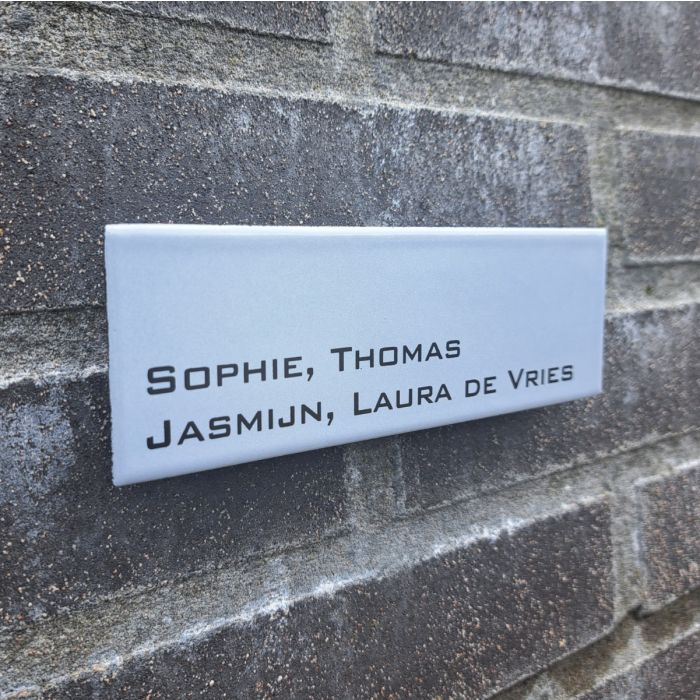 Sophie, Thomas
Jasmijn, Laura de Vries